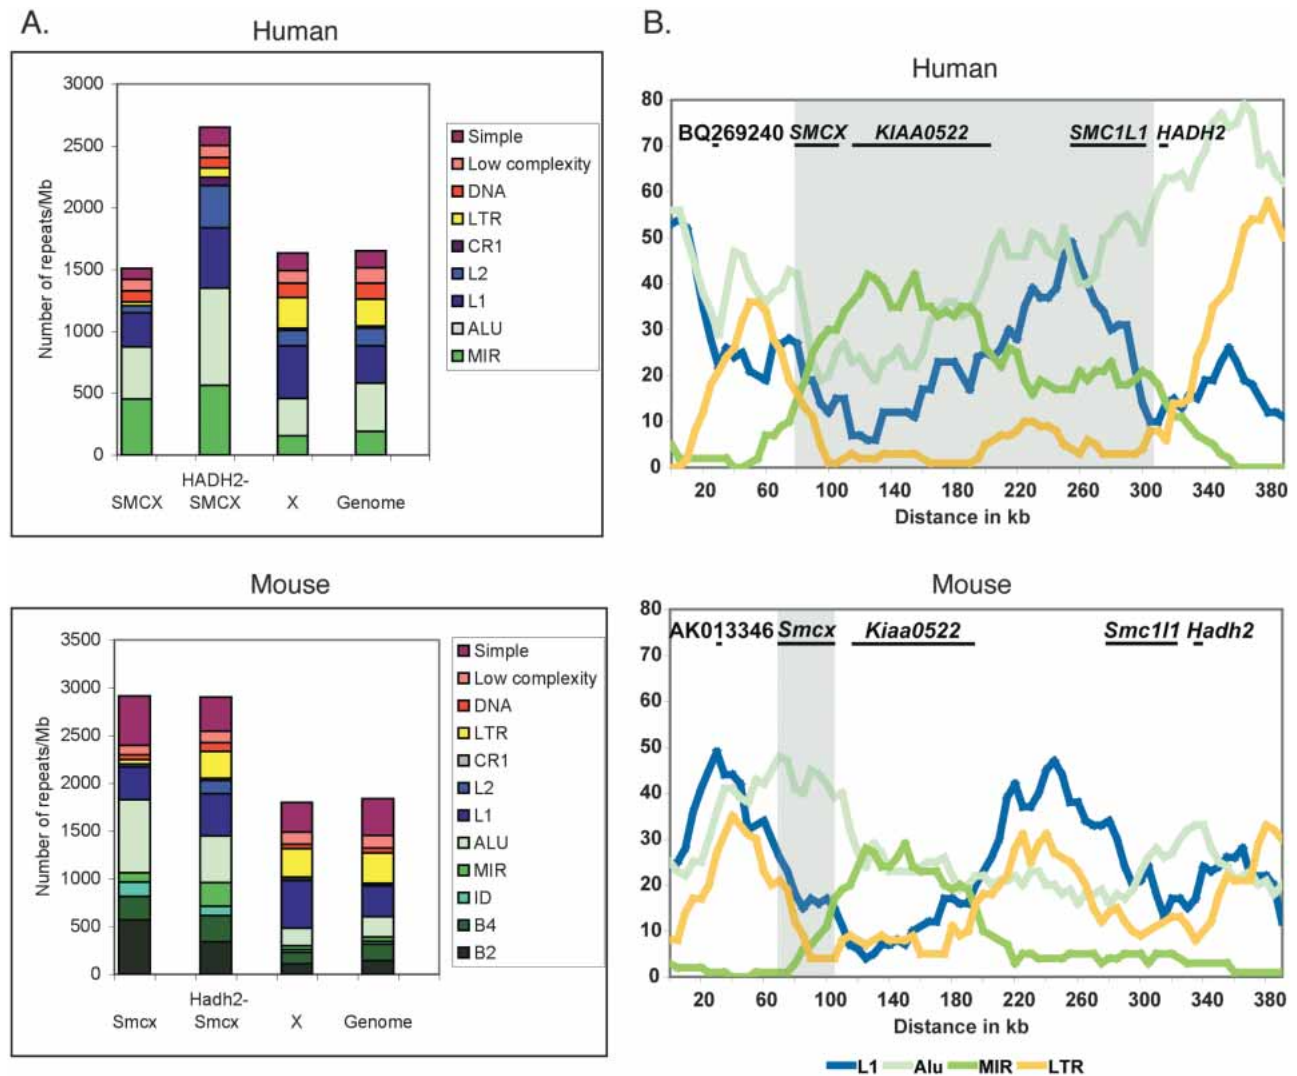 A.
Human
Number of repeats/Mb
3000
2500
2000
1500
1000
500
0
SMCX
HADH2-
SMCX
X
Genome
Simple
Low complexity
DNA
LTR
CR1
L2
L1
ALU
MIR
Mouse
Number of repeats/Mb
3500
3000
2500
2000
1500
1000
500
0
Smcx
Hadh2-
Smcx
X
Genome
Simple
Low complexity
DNA
LTR
CR1
L2
L1
ALU
MIR
ID
B4
B2
B.
Human
80
70
60
50
40
30
20
10
0
BQ269240 SMCX KIAA0522 SMC1L1 HADH2
20 60 100 140 180 220 260 300 340 380
Distance in kb
Mouse
80
70
60
50
40
30
20
10
0
AK013346 Smcx Kiaa0522 Smc1l1 Hadh2
20 60 100 140 180 220 260 300 340 380
Distance in kb
L1 Alu MIR LTR